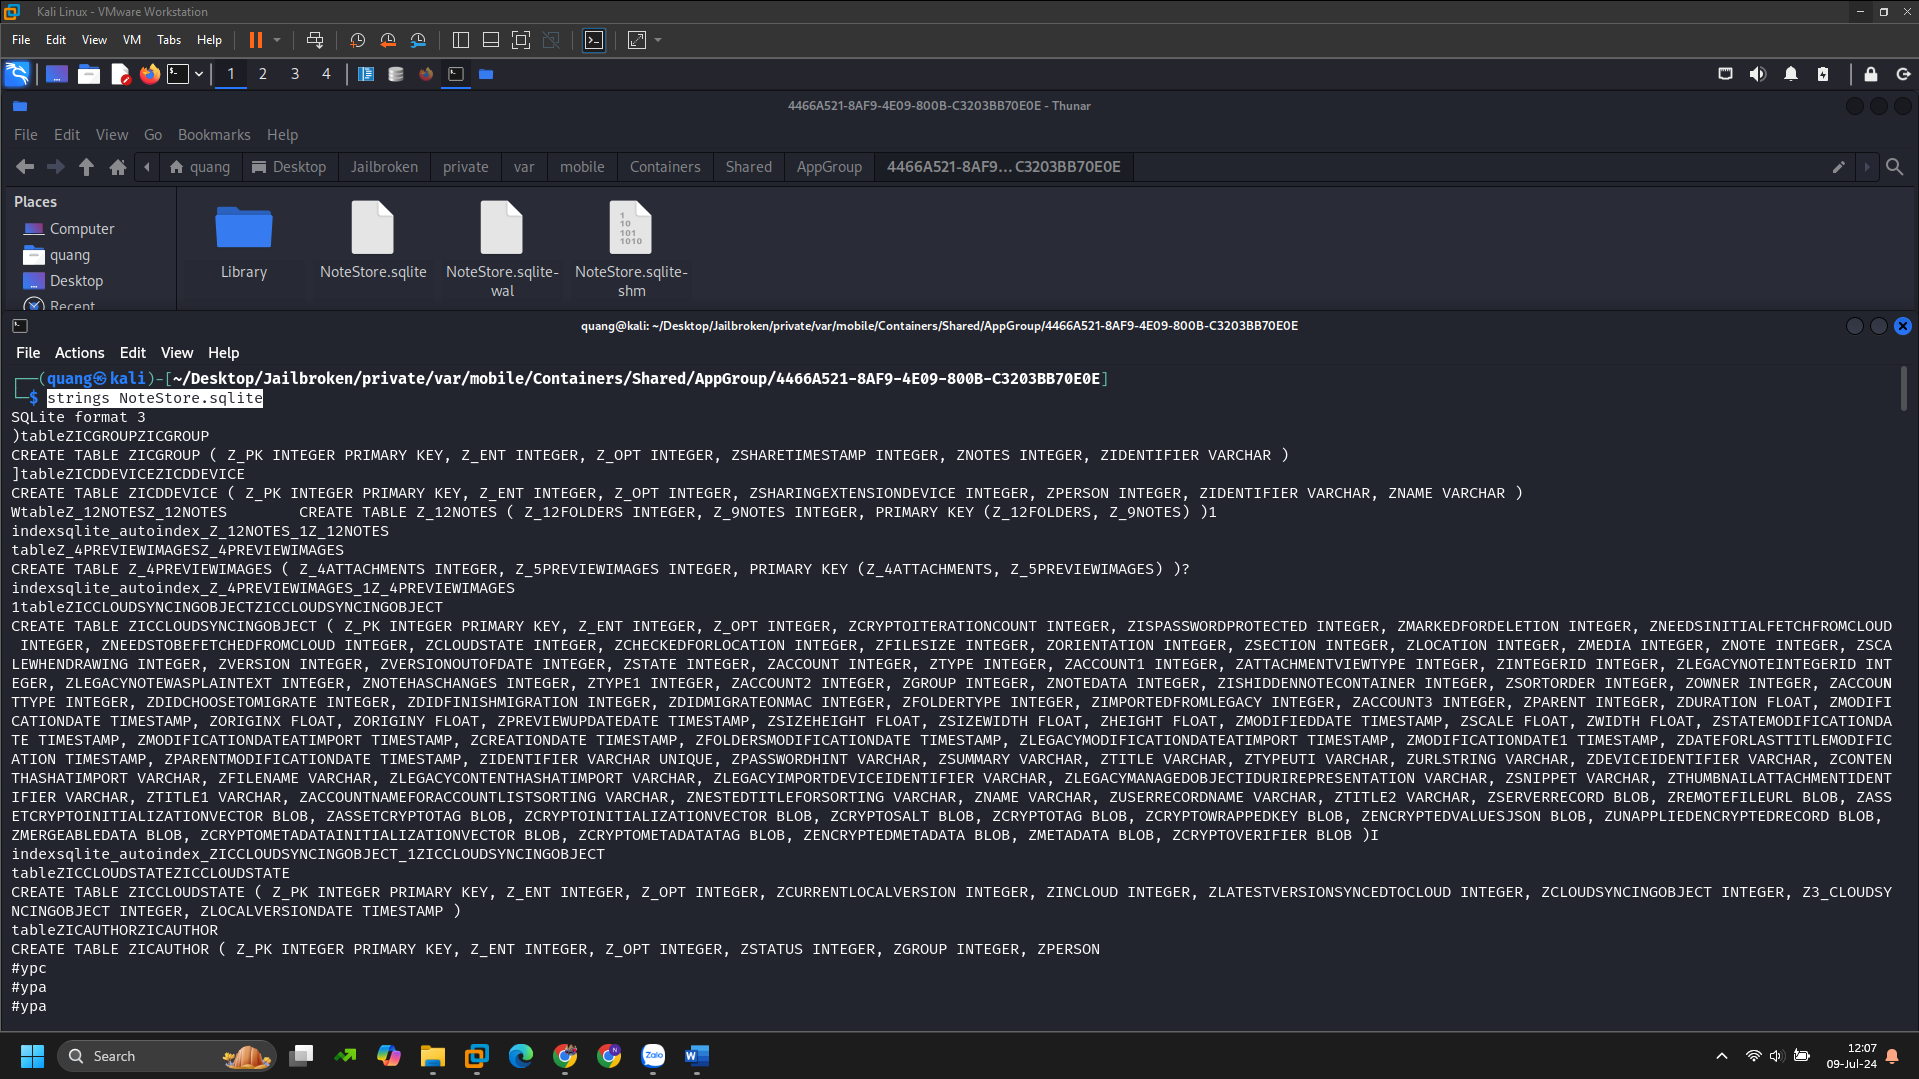 Kali Linux - VMware Workstation
File Edit View VM Tabs Help
1 2 3 4
4466A521-8AF9-4E09-800B-C3203BB70E0E - Thunar
File Edit View Go Bookmarks Help
quang Desktop Jailbroken private var mobile Containers Shared AppGroup 4466A521-8AF9...C3203BB70E0E
Places
Computer
quang
Desktop
Recent
Library
NoteStore.sqlite
NoteStore.sqlite-
wal
NoteStore.sqlite-
shm
quang@kali: ~/Desktop/Jailbroken/private/var/mobile/Containers/Shared/AppGroup/4466A521-8AF9-4E09-800B-C3203BB70E0E
File Actions Edit View Help
┌──(quang㉿kali)-[~/Desktop/Jailbroken/private/var/mobile/Containers/Shared/AppGroup/4466A521-8AF9-4E09-800B-C3203BB70E0E]
└─$ strings NoteStore.sqlite
SQLite format 3
)tableZICGROUPZICGROUP
CREATE TABLE ZICGROUP ( Z_PK INTEGER PRIMARY KEY, Z_ENT INTEGER, Z_OPT INTEGER, ZSHARETIMESTAMP INTEGER, ZNOTES INTEGER, ZIDENTIFIER VARCHAR )
]tableZICDDEVICEZICDDEVICE
CREATE TABLE ZICDDEVICE ( Z_PK INTEGER PRIMARY KEY, Z_ENT INTEGER, Z_OPT INTEGER, ZSHARINGEXTENSIONDEVICE INTEGER, ZPERSON INTEGER, ZIDENTIFIER VARCHAR, ZNAME VARCHAR )
WtableZ_12NOTESZ_12NOTES CREATE TABLE Z_12NOTES ( Z_12FOLDERS INTEGER, Z_9NOTES INTEGER, PRIMARY KEY (Z_12FOLDERS, Z_9NOTES) )1
indexsqlite_autoindex_Z_12NOTES_1Z_12NOTES
tableZ_4PREVIEWIMAGESZ_4PREVIEWIMAGES
CREATE TABLE Z_4PREVIEWIMAGES ( Z_4ATTACHMENTS INTEGER, Z_5PREVIEWIMAGES INTEGER, PRIMARY KEY (Z_4ATTACHMENTS, Z_5PREVIEWIMAGES) )?
indexsqlite_autoindex_Z_4PREVIEWIMAGES_1Z_4PREVIEWIMAGES
1tableZICCLOUDSYNCINGOBJECTZICCLOUDSYNCINGOBJECT
CREATE TABLE ZICCLOUDSYNCINGOBJECT ( Z_PK INTEGER PRIMARY KEY, Z_ENT INTEGER, Z_OPT INTEGER, ZCRYPTOITERATIONCOUNT INTEGER, ZISPASSWORDPROTECTED INTEGER, ZMARKEDFORDELETION INTEGER, ZNEEDSINITIALFETCHFROMCLOUD
INTEGER, ZNEEDSTOBEFETCHEDFROMCLOUD INTEGER, ZCLOUDSTATE INTEGER, ZCHECKEDFORLOCATION INTEGER, ZFILESIZE INTEGER, ZORIENTATION INTEGER, ZSECTION INTEGER, ZLOCATION INTEGER, ZMEDIA INTEGER, ZNOTE INTEGER, ZSCA
LEWHENDRAWING INTEGER, ZVERSION INTEGER, ZVERSIONOUTOFDATE INTEGER, ZSTATE INTEGER, ZACCOUNT INTEGER, ZTYPE INTEGER, ZACCOUNT1 INTEGER, ZATTACHMENTVIEWTYPE INTEGER, ZINTEGERID INTEGER, ZLEGACYNOTEINTEGERID INT
EGER, ZLEGACYNOTEWASPLAINTEXT INTEGER, ZNOTEHASCHANGES INTEGER, ZTYPE1 INTEGER, ZACCOUNT2 INTEGER, ZGROUP INTEGER, ZNOTEDATA INTEGER, ZISHIDDENNOTECONTAINER INTEGER, ZSORTORDER INTEGER, ZOWNER INTEGER, ZACCOUN
TTYPE INTEGER, ZDIDCHOOSETOMIGRATE INTEGER, ZDIDFINISHMIGRATION INTEGER, ZDIDMIGRATEONMAC INTEGER, ZFOLDERTYPE INTEGER, ZIMPORTEDFROMLEGACY INTEGER, ZACCOUNT3 INTEGER, ZPARENT INTEGER, ZDURATION FLOAT, ZMODIFI
CATIONDATE TIMESTAMP, ZORIGINX FLOAT, ZORIGINY FLOAT, ZPREVIEWUPDATEDATE TIMESTAMP, ZSIZEHEIGHT FLOAT, ZSIZEWIDTH FLOAT, ZHEIGHT FLOAT, ZMODIFIEDDATE TIMESTAMP, ZSCALE FLOAT, ZWIDTH FLOAT, ZSTATEMODIFICATIONDA
TE TIMESTAMP, ZMODIFICATIONDATEATIMPORT TIMESTAMP, ZCREATIONDATE TIMESTAMP, ZFOLDERSMODIFICATIONDATE TIMESTAMP, ZLEGACYMODIFICATIONDATEATIMPORT TIMESTAMP, ZMODIFICATIONDATE1 TIMESTAMP, ZDATEFORLASTTITLEMODIFIC
ATION TIMESTAMP, ZPARENTMODIFICATIONDATE TIMESTAMP, ZIDENTIFIER VARCHAR UNIQUE, ZPASSWORDHINT VARCHAR, ZSUMMARY VARCHAR, ZTITLE VARCHAR, ZTYPEUTI VARCHAR, ZURLSTRING VARCHAR, ZDEVICEIDENTIFIER VARCHAR, ZCONTEN
THASHATIMPORT VARCHAR, ZFILENAME VARCHAR, ZLEGACYCONTENTHASHATIMPORT VARCHAR, ZLEGACYIMPORTDEVICEIDENTIFIER VARCHAR, ZLEGACYMANAGEDOBJECTIDURIREPRESENTATION VARCHAR, ZSNIPPET VARCHAR, ZTHUMBNAILATTACHMENTIDENT
IFIER VARCHAR, ZTITLE1 VARCHAR, ZACCOUNTNAMEFORACCOUNTLISTSORTING VARCHAR, ZNESTEDTITLEFORSORTING VARCHAR, ZNAME VARCHAR, ZUSERRECORDNAME VARCHAR, ZTITLE2 VARCHAR, ZSERVERRECORD BLOB, ZREMOTEFILEURL BLOB, ZASS
ETCRYPTOINITIALIZATIONVECTOR BLOB, ZASSETCRYPTOTAG BLOB, ZCRYPTOINITIALIZATIONVECTOR BLOB, ZCRYPTOSALT BLOB, ZCRYPTOTAG BLOB, ZCRYPTOWRAPPEDKEY BLOB, ZENCRYPTEDVALUESJSON BLOB, ZUNAPPLIEDENCRYPTEDRECORD BLOB,
ZMERGEABLEDATA BLOB, ZCRYPTOMETADATAINITIALIZATIONVECTOR BLOB, ZCRYPTOMETADATATAG BLOB, ZENCRYPTEDMETADATA BLOB, ZMETADATA BLOB, ZCRYPTOVERIFIER BLOB )I
indexsqlite_autoindex_ZICCLOUDSYNCINGOBJECT_1ZICCLOUDSYNCINGOBJECT
tableZICCLOUDSTATEZICCLOUDSTATE
CREATE TABLE ZICCLOUDSTATE ( Z_PK INTEGER PRIMARY KEY, Z_ENT INTEGER, Z_OPT INTEGER, ZCURRENTLOCALVERSION INTEGER, ZINCLOUD INTEGER, ZLATESTVERSIONSYNCEDTOCLOUD INTEGER, ZCLOUDSYNCINGOBJECT INTEGER, Z3_CLOUDSY
NCINGOBJECT INTEGER, ZLOCALVERSIONDATE TIMESTAMP )
tableZICAUTHORZICAUTHOR
CREATE TABLE ZICAUTHOR ( Z_PK INTEGER PRIMARY KEY, Z_ENT INTEGER, Z_OPT INTEGER, ZSTATUS INTEGER, ZGROUP INTEGER, ZPERSON
#ypc
#ypa
#ypa
Search
Zalo
12:07
09-Jul-24